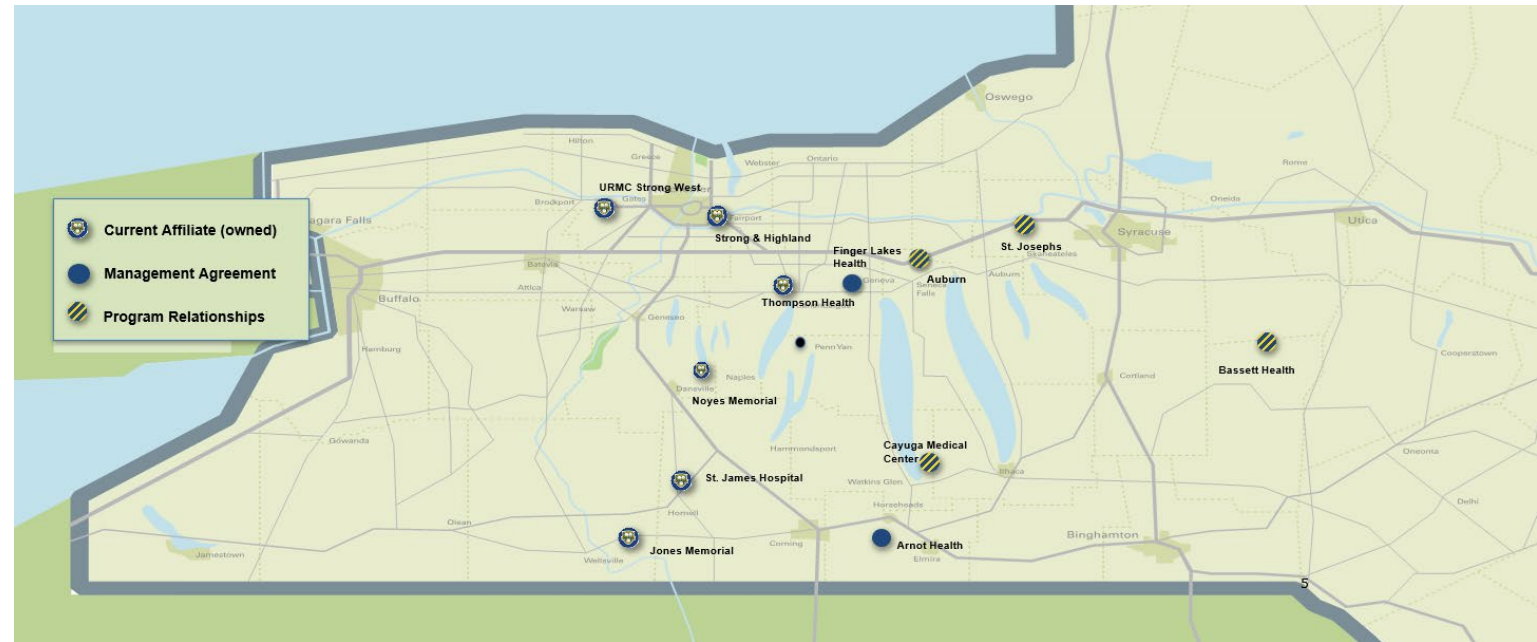 Oswego
Hilton
Greece
Webster
Ontario
Rome
URMC Strong West
Brockport
Gates
Fairport
Oneida
Utica
agara Falls
Current Affiliate (owned)
Strong & Highland
Syracuse
St. Josephs
Skaneateles
Finger Lakes
Health
Auburn
Auburn
Batavia
Attica
Geneva
Seneca
Falls
Management Agreement
Thompson Health
Buffalo
Warsaw
Geneseo
Program Relationships
Hamburg
Penn Yan
Cooperstown
Bassett Health
Cortland
Naples
Dansville
Noyes Memorial
Gowanda
Hammondsport
Cayuga Medical
Center
Oneonta
Ithaca
St. James Hospital
Watkins Glen
Horseheads
Hornell
Delhi
Olean
Binghamton
Corning
Arnot Health
Jones Memorial
Jamestown
Wellsville
Elmira
5